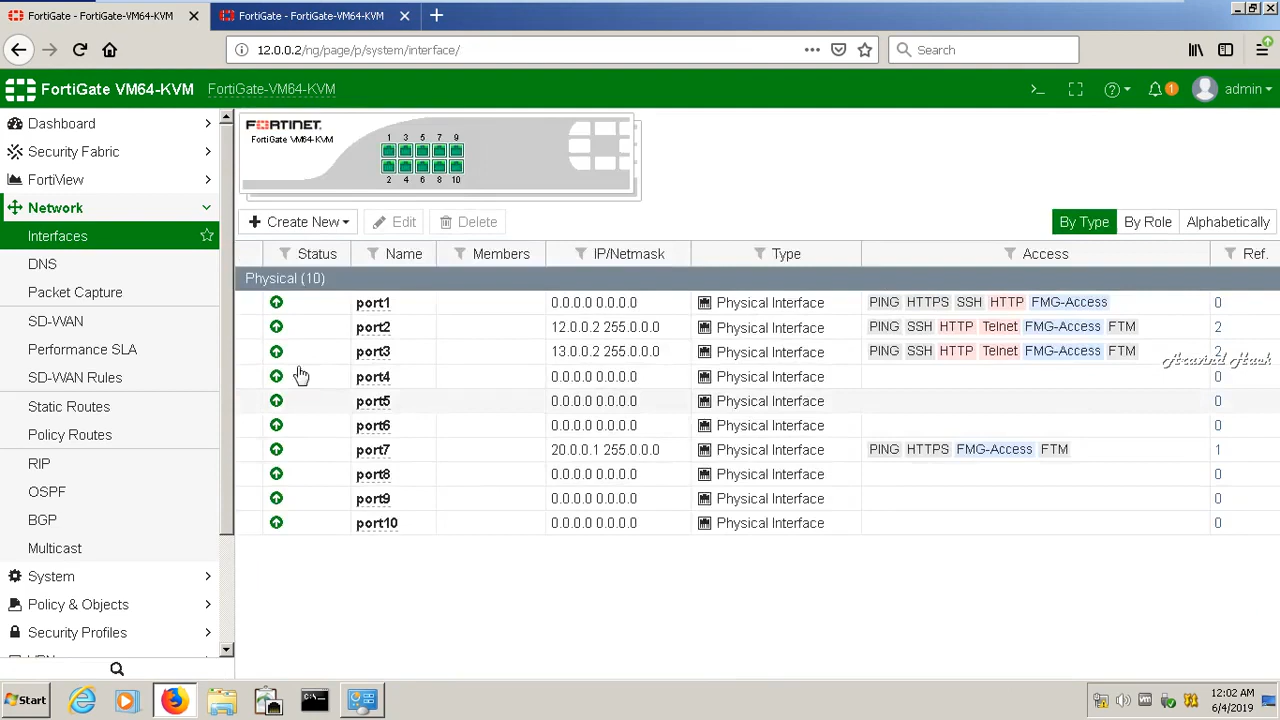 FortiGate - FortiGate-VM64-KVM
FortiGate - FortiGate-VM64-KVM
12.0.0.2/ng/page/p/system/interface/
Search
FortiGate VM64-KVM
FortiGate-VM64-KVM
1
admin
Dashboard
Security Fabric
FortiView
Network
Interfaces
DNS
Packet Capture
SD-WAN
Performance SLA
SD-WAN Rules
Static Routes
Policy Routes
RIP
OSPF
BGP
Multicast
System
Policy & Objects
Security Profiles
FORTINET
FortiGate VM64-KVM
1 3 5 7 9
2 4 6 8 10
Create New Edit Delete
By Type By Role Alphabetically
Status Name Members IP/Netmask Type Access Ref.
Physical (10)
port1 0.0.0.0 0.0.0.0 Physical Interface PING HTTPS SSH HTTP FMG-Access 0
port2 12.0.0.2 255.0.0.0 Physical Interface PING SSH HTTP Telnet FMG-Access FTM 2
port3 13.0.0.2 255.0.0.0 Physical Interface PING SSH HTTP Telnet FMG-Access FTM 2
Aravind Hack
port4 0.0.0.0 0.0.0.0 Physical Interface 0
port5 0.0.0.0 0.0.0.0 Physical Interface 0
port6 0.0.0.0 0.0.0.0 Physical Interface 0
port7 20.0.0.1 255.0.0.0 Physical Interface PING HTTPS FMG-Access FTM 1
port8 0.0.0.0 0.0.0.0 Physical Interface 0
port9 0.0.0.0 0.0.0.0 Physical Interface 0
port10 0.0.0.0 0.0.0.0 Physical Interface 0
Start
12:02 AM
6/4/2019